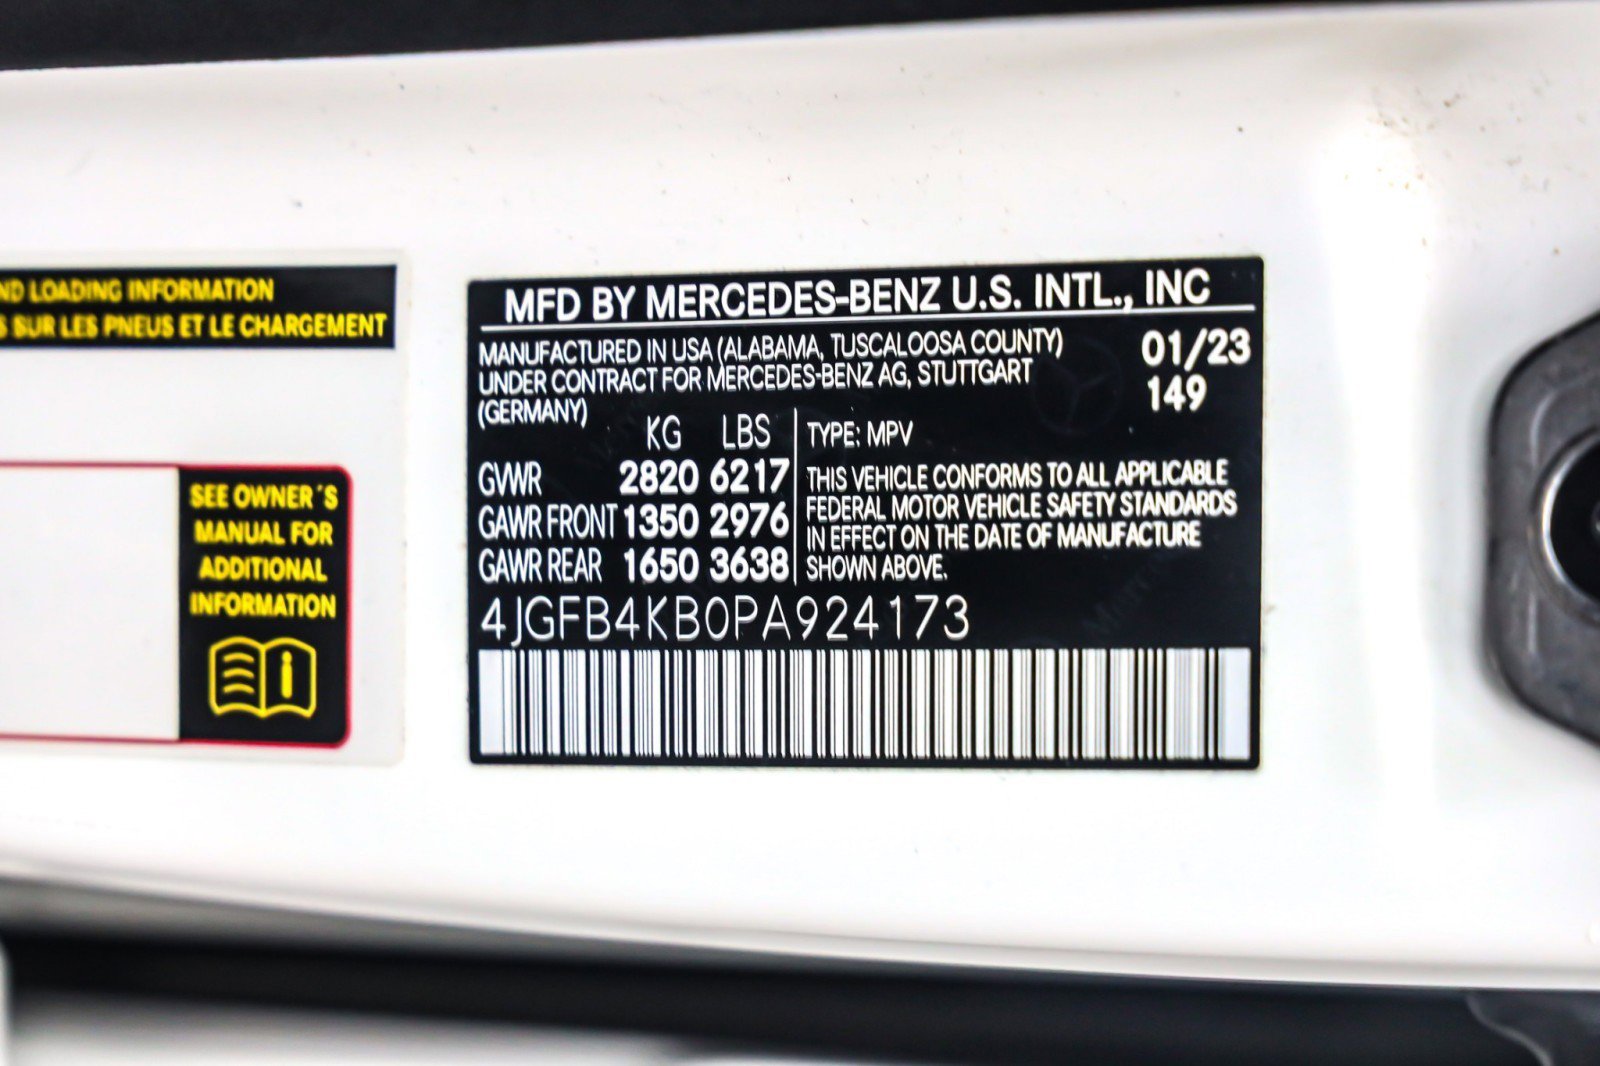 ND LOADING INFORMATION
S SUR LES PNEUS ET LE CHARGEMENT
SEE OWNER´S
MANUAL FOR
ADDITIONAL
INFORMATION
MFD BY MERCEDES-BENZ U.S. INTL., INC
MANUFACTURED IN USA (ALABAMA, TUSCALOOSA COUNTY)
UNDER CONTRACT FOR MERCEDES-BENZ AG, STUTTGART
(GERMANY)
01/23
149
KG LBS
GVWR 2820 6217
GAWR FRONT 1350 2976
GAWR REAR 1650 3638
TYPE: MPV
THIS VEHICLE CONFORMS TO ALL APPLICABLE
FEDERAL MOTOR VEHICLE SAFETY STANDARDS
IN EFFECT ON THE DATE OF MANUFACTURE
SHOWN ABOVE.
4JGFB4KB0PA924173